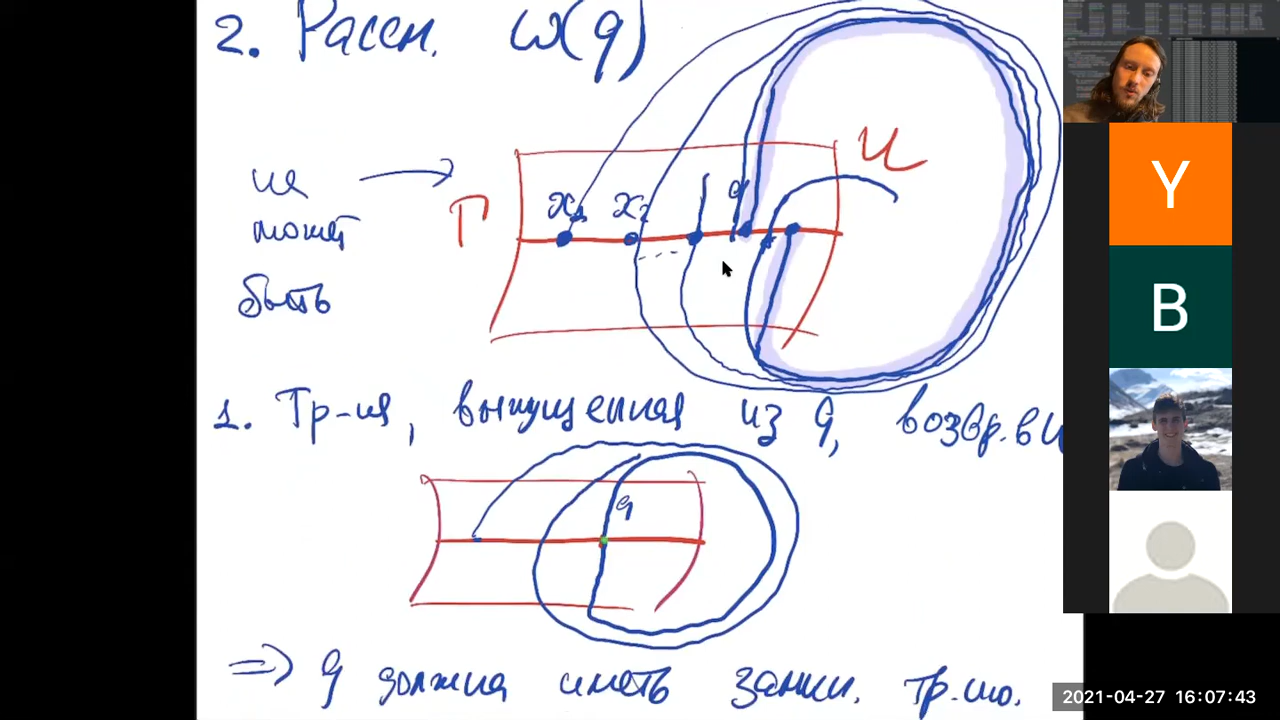 2. Рассм. ω(q)
U
не
может
быть
Г
x₁ x₂ q
1. Тр-ия, выпущенная из q, возвр. в U
q
=> q должна иметь замкн. тр-ию.
Y
B
2021-04-27 16:07:43